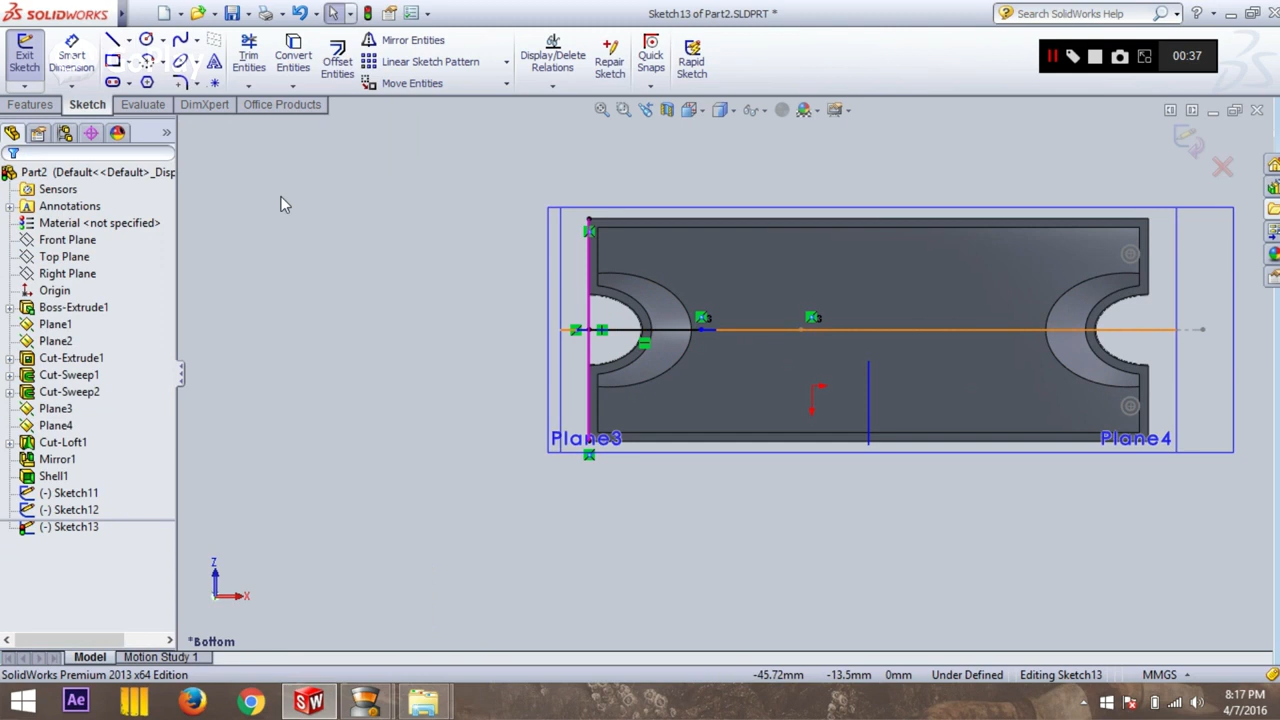 SOLIDWORKS
Sketch13 of Part2.SLDPRT *
Search SolidWorks Help
Exit Sketch
Smart Dimension
Trim Entities
Convert Entities
Offset Entities
Mirror Entities
Linear Sketch Pattern
Move Entities
Display/Delete Relations
Repair Sketch
Quick Snaps
Rapid Sketch
00:37
Features
Sketch
Evaluate
DimXpert
Office Products
Part2 (Default<<Default>_Disp
Sensors
Annotations
Material <not specified>
Front Plane
Top Plane
Right Plane
Origin
Boss-Extrude1
Plane1
Plane2
Cut-Extrude1
Cut-Sweep1
Cut-Sweep2
Plane3
Plane4
Cut-Loft1
Mirror1
Shell1
(-) Sketch11
(-) Sketch12
(-) Sketch13
Plane3
Plane4
Z
X
*Bottom
Model
Motion Study 1
SolidWorks Premium 2013 x64 Edition
-45.72mm
-13.5mm
0mm
Under Defined
Editing Sketch13
MMGS
Ae
SW
8:17 PM
4/7/2016